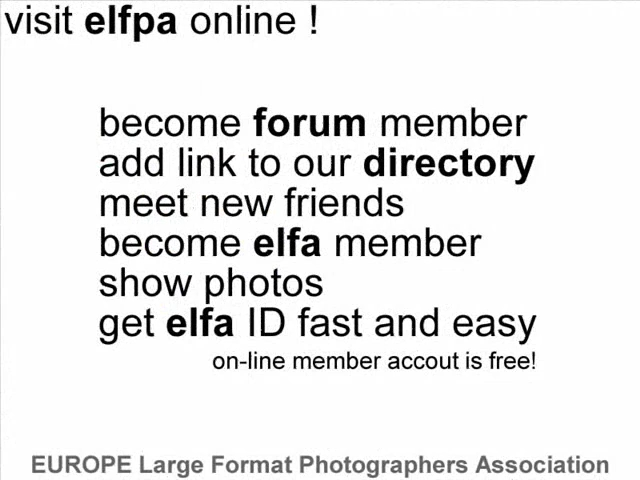 visit elfpa online !
become forum member
add link to our directory
meet new friends
become elfa member
show photos
get elfa ID fast and easy
on-line member accout is free!
EUROPE Large Format Photographers Association